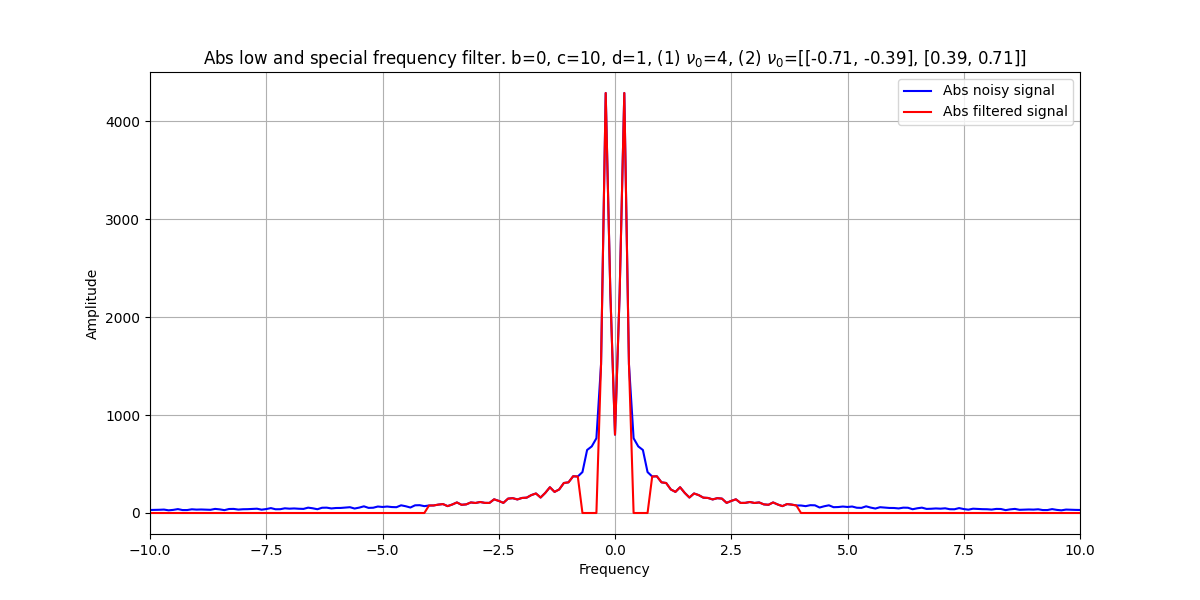 Abs low and special frequency filter. b=0, c=10, d=1, (1) ν₀=4, (2) ν₀=[[-0.71, -0.39], [0.39, 0.71]]
Abs noisy signal
Abs filtered signal
Amplitude
4000
3000
2000
1000
0
−10.0 −7.5 −5.0 −2.5 0.0 2.5 5.0 7.5 10.0
Frequency